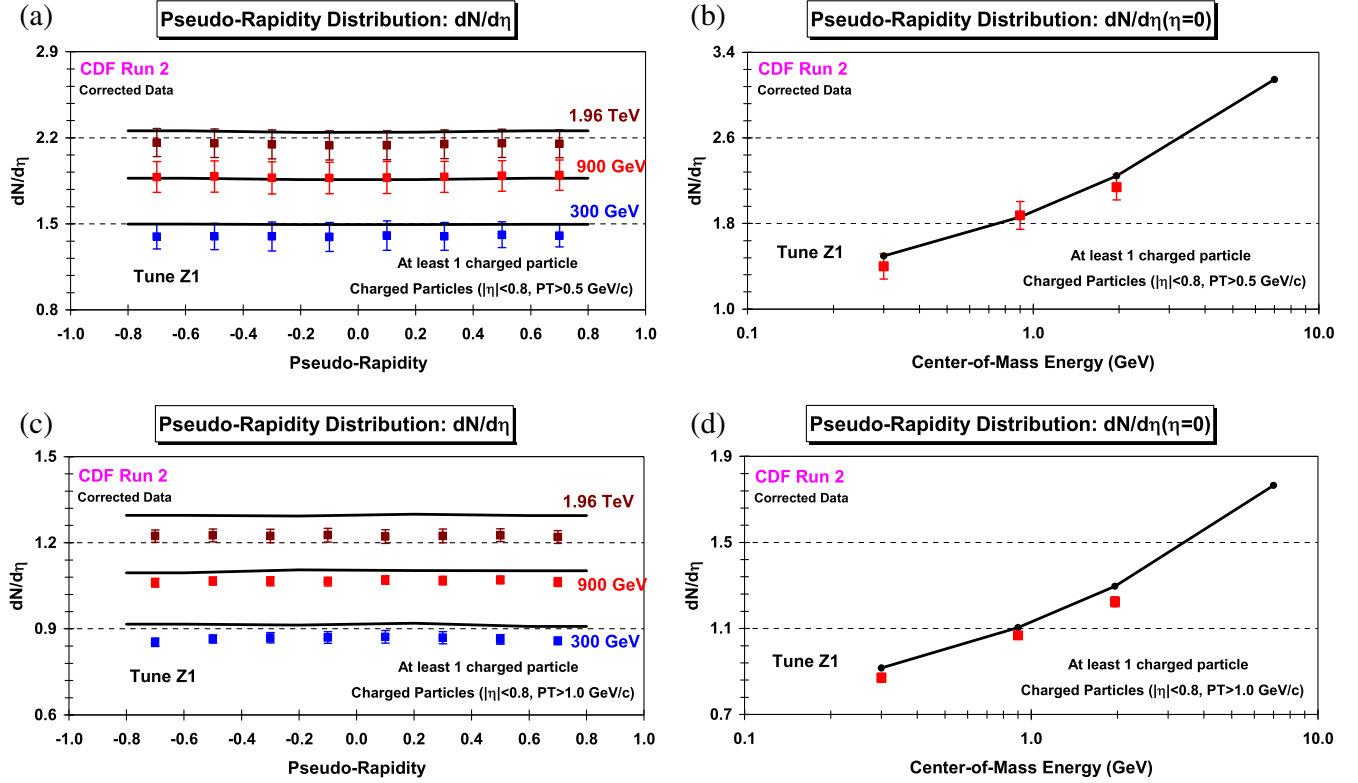 (a)
Pseudo-Rapidity Distribution: dN/dη
2.9
2.2
1.5
0.8
dN/dη
CDF Run 2
Corrected Data
1.96 TeV
900 GeV
300 GeV
Tune Z1
At least 1 charged particle
Charged Particles (|η|<0.8, PT>0.5 GeV/c)
-1.0 -0.8 -0.6 -0.4 -0.2 0.0 0.2 0.4 0.6 0.8 1.0
Pseudo-Rapidity
(b)
Pseudo-Rapidity Distribution: dN/dη(η=0)
3.4
2.6
1.8
1.0
dN/dη
CDF Run 2
Corrected Data
Tune Z1
At least 1 charged particle
Charged Particles (|η|<0.8, PT>0.5 GeV/c)
0.1 1.0 10.0
Center-of-Mass Energy (GeV)
(c)
Pseudo-Rapidity Distribution: dN/dη
1.5
1.2
0.9
0.6
dN/dη
CDF Run 2
Corrected Data
1.96 TeV
900 GeV
300 GeV
Tune Z1
At least 1 charged particle
Charged Particles (|η|<0.8, PT>1.0 GeV/c)
-1.0 -0.8 -0.6 -0.4 -0.2 0.0 0.2 0.4 0.6 0.8 1.0
Pseudo-Rapidity
(d)
Pseudo-Rapidity Distribution: dN/dη(η=0)
1.9
1.5
1.1
0.7
dN/dη
CDF Run 2
Corrected Data
Tune Z1
At least 1 charged particle
Charged Particles (|η|<0.8, PT>1.0 GeV/c)
0.1 1.0 10.0
Center-of-Mass Energy (GeV)